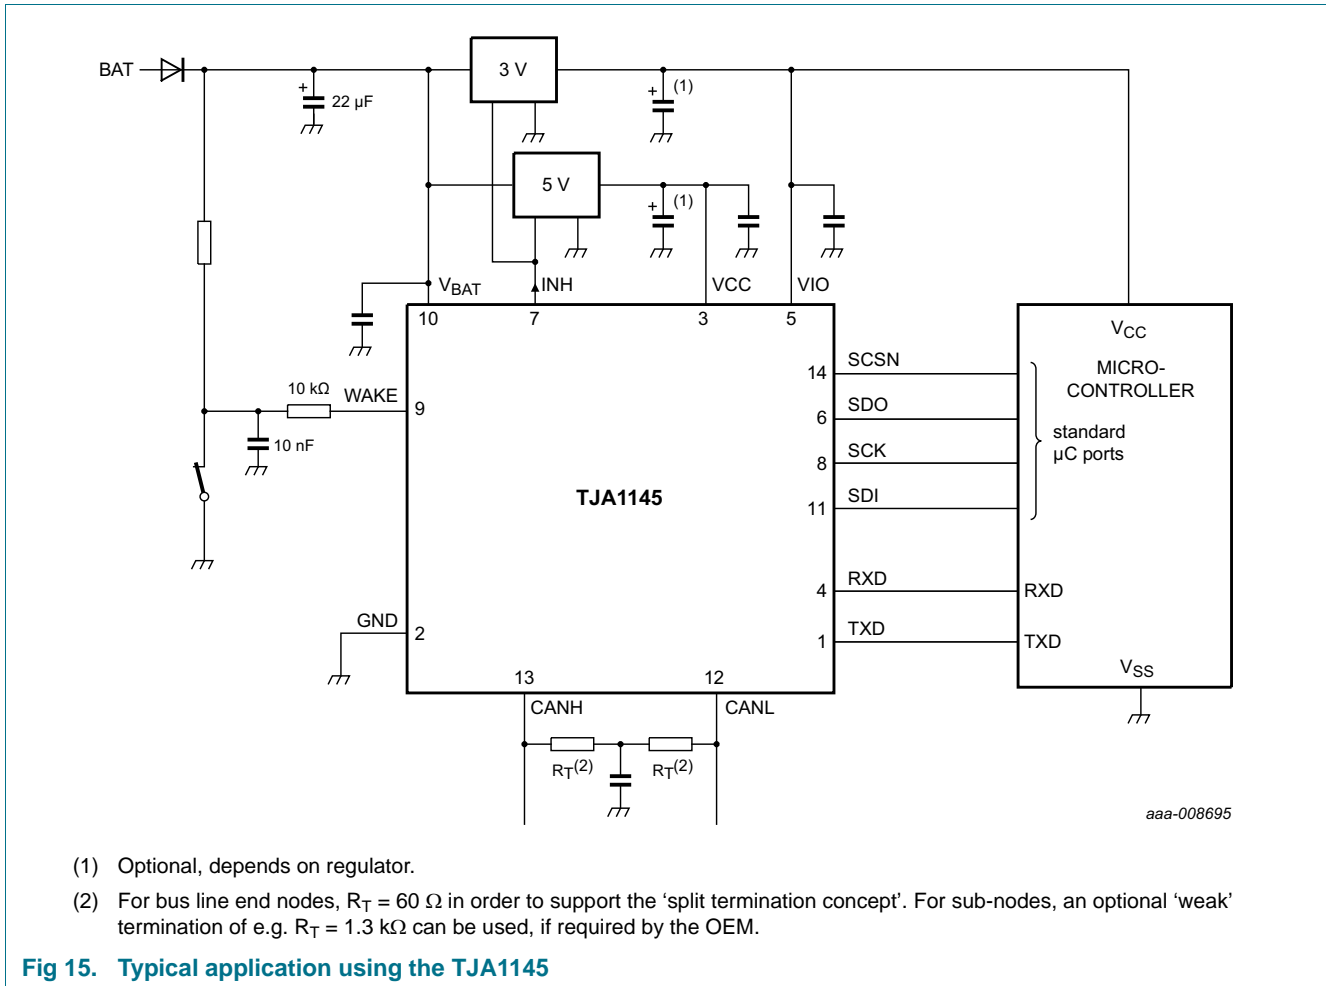 BAT
3 V
+ (1)
+ 22 µF
5 V
+ (1)
VBAT
INH
VCC
VIO
10
7
3
5
VCC
MICRO-
CONTROLLER
14 SCSN
6 SDO
standard
µC ports
8 SCK
11 SDI
10 kΩ WAKE
9
10 nF
TJA1145
4 RXD RXD
1 TXD TXD
GND
2
VSS
13
12
CANH
CANL
RT(2)
RT(2)
aaa-008695
(1) Optional, depends on regulator.
(2) For bus line end nodes, RT = 60 Ω in order to support the ‘split termination concept’. For sub-nodes, an optional ‘weak’
termination of e.g. RT = 1.3 kΩ can be used, if required by the OEM.
Fig 15. Typical application using the TJA1145